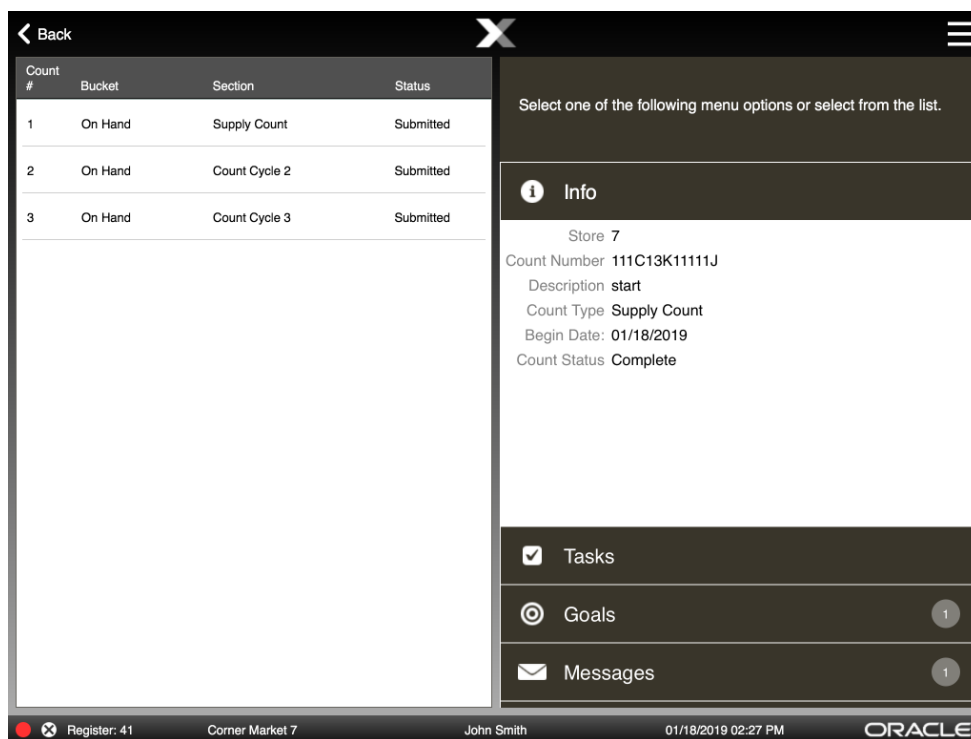 Back
Count
# Bucket Section Status
1 On Hand Supply Count Submitted
2 On Hand Count Cycle 2 Submitted
3 On Hand Count Cycle 3 Submitted
Select one of the following menu options or select from the list.
Info
Store 7
Count Number 111C13K11111J
Description start
Count Type Supply Count
Begin Date: 01/18/2019
Count Status Complete
Tasks
Goals 1
Messages 1
Register: 41 Corner Market 7 John Smith 01/18/2019 02:27 PM ORACLE